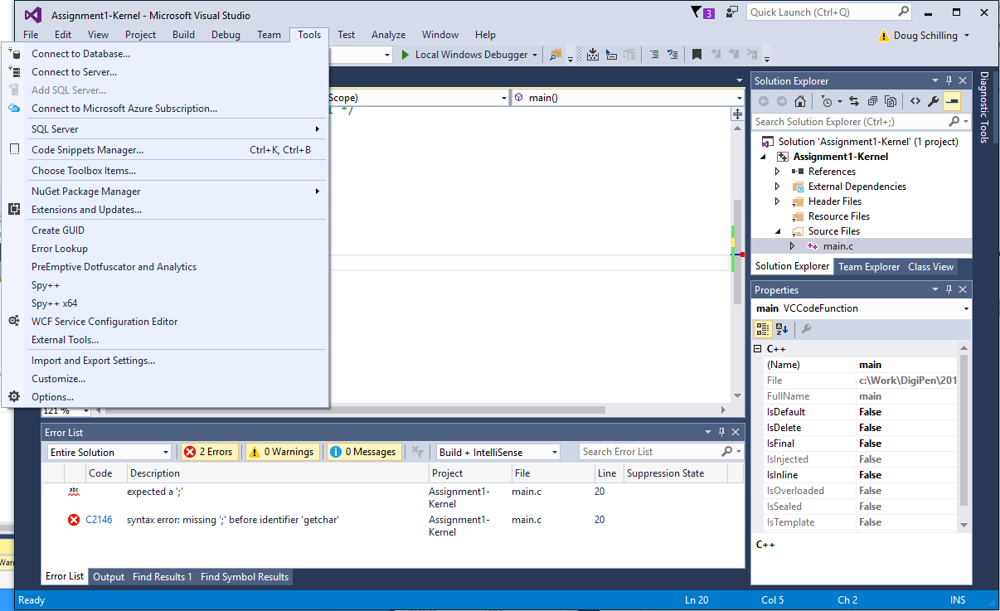 Assignment1-Kernel - Microsoft Visual Studio
3
Quick Launch (Ctrl+Q)
File Edit View Project Build Debug Team Tools Test Analyze Window Help
Doug Schilling
Local Windows Debugger
Connect to Database...
Connect to Server...
Add SQL Server...
Connect to Microsoft Azure Subscription...
SQL Server
Code Snippets Manager... Ctrl+K, Ctrl+B
Choose Toolbox Items...
NuGet Package Manager
Extensions and Updates...
Create GUID
Error Lookup
PreEmptive Dotfuscator and Analytics
Spy++
Spy++ x64
WCF Service Configuration Editor
External Tools...
Import and Export Settings...
Customize...
Options...
Scope) main()
*/
121 %
Solution Explorer
Search Solution Explorer (Ctrl+;)
Solution 'Assignment1-Kernel' (1 project)
Assignment1-Kernel
References
External Dependencies
Header Files
Resource Files
Source Files
main.c
Solution Explorer Team Explorer Class View
Diagnostic Tools
Properties
main VCCodeFunction
C++
(Name) main
File c:\Work\DigiPen\201
FullName main
IsDefault False
IsDelete False
IsFinal False
IsInjected False
IsInline False
IsOverloaded False
IsSealed False
IsTemplate False
C++
Error List
Entire Solution 2 Errors 0 Warnings 0 Messages Build + IntelliSense Search Error List
Code Description Project File Line Suppression State
abc expected a ';' Assignment1- main.c 20
Kernel
C2146 syntax error: missing ';' before identifier 'getchar' Assignment1- main.c 20
Kernel
Error List Output Find Results 1 Find Symbol Results
Ready Ln 20 Col 5 Ch 2 INS